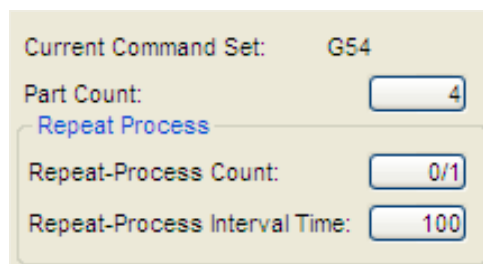 Current Command Set: G54
Part Count: 4
Repeat Process
Repeat-Process Count: 0/1
Repeat-Process Interval Time: 100